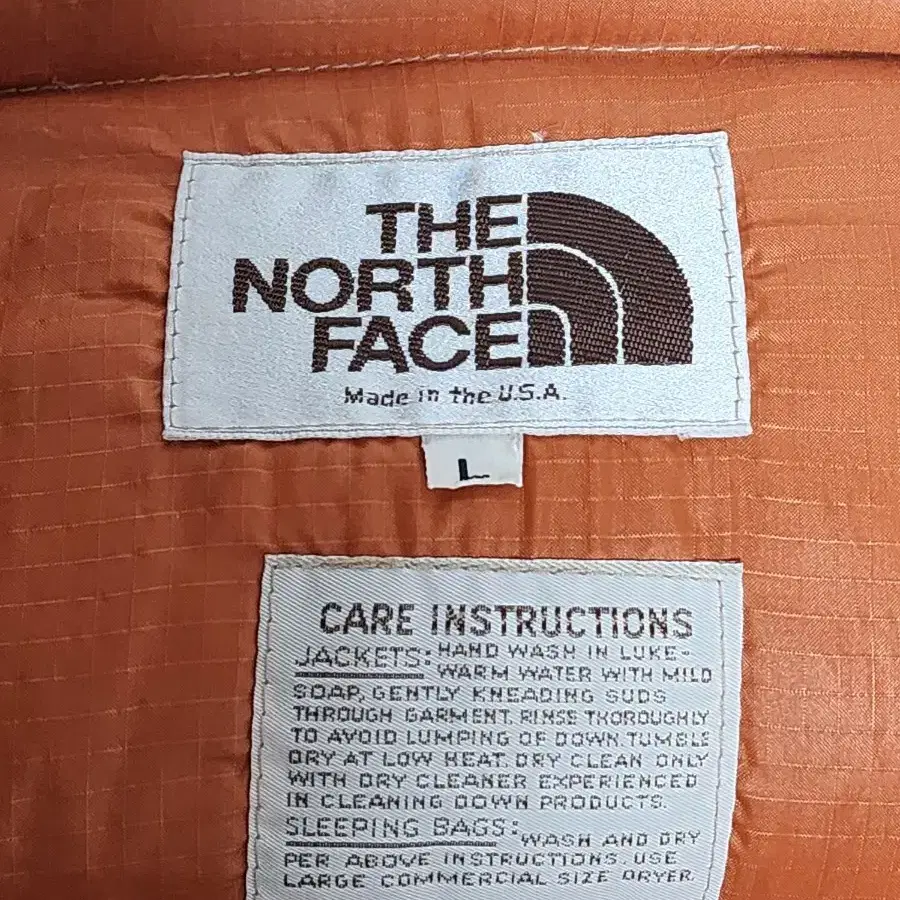 THE
NORTH
FACE
Made in the U.S.A.
L
CARE INSTRUCTIONS
JACKETS: HAND WASH IN LUKE-
WARM WATER WITH MILD
SOAP, GENTLY KNEADING SUDS
THROUGH GARMENT. RINSE THOROUGHLY
TO AVOID LUMPING OF DOWN. TUMBLE
DRY AT LOW HEAT. DRY CLEAN ONLY
WITH DRY CLEANER EXPERIENCED
IN CLEANING DOWN PRODUCTS.
SLEEPING BAGS: WASH AND DRY
PER ABOVE INSTRUCTIONS. USE
LARGE COMMERCIAL SIZE DRYER.